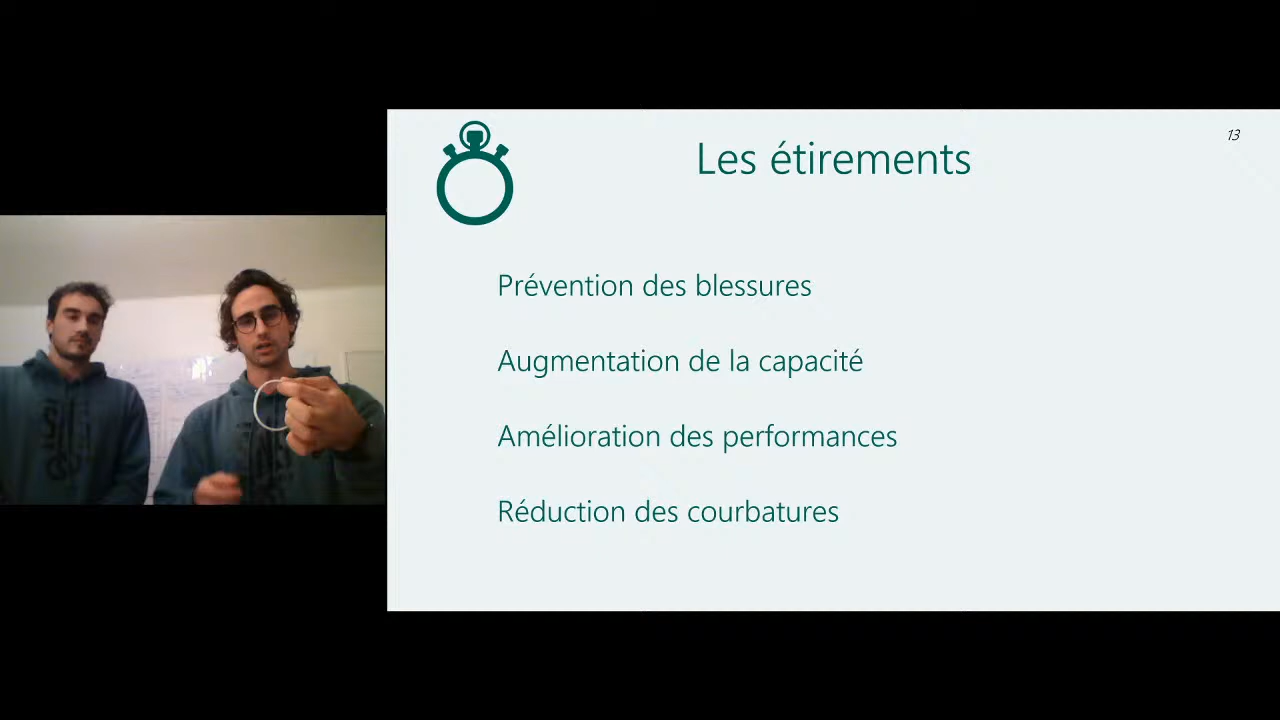 Les étirements
13
Prévention des blessures
Augmentation de la capacité
Amélioration des performances
Réduction des courbatures